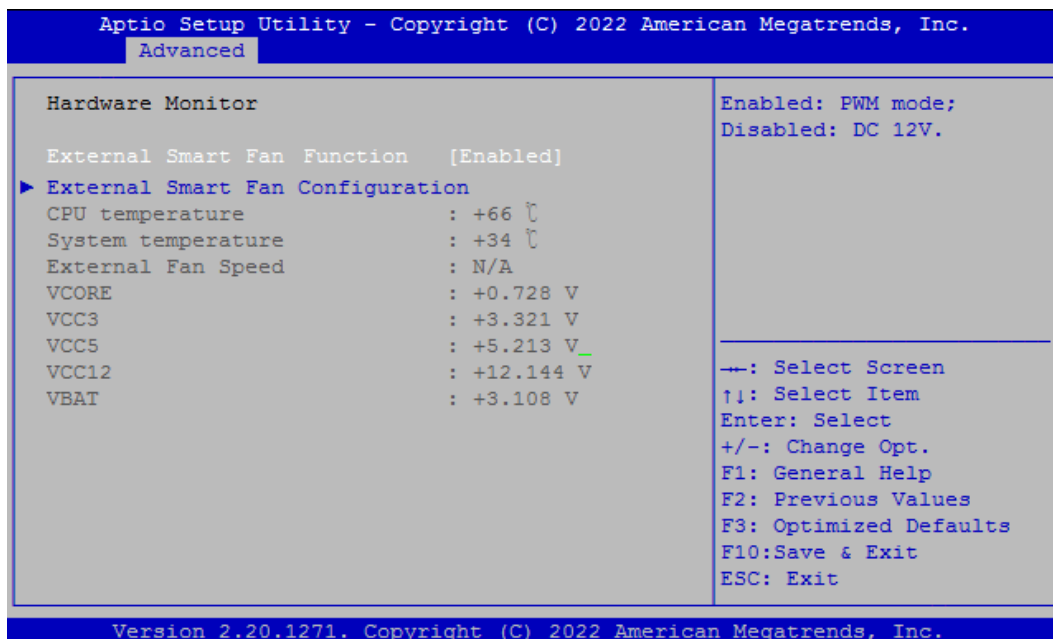 Aptio Setup Utility - Copyright (C) 2022 American Megatrends, Inc.
Advanced
Hardware Monitor
External Smart Fan Function [Enabled]
► External Smart Fan Configuration
CPU temperature : +66 ℃
System temperature : +34 ℃
External Fan Speed : N/A
VCORE : +0.728 V
VCC3 : +3.321 V
VCC5 : +5.213 V_
VCC12 : +12.144 V
VBAT : +3.108 V
Enabled: PWM mode;
Disabled: DC 12V.
→←: Select Screen
↑↓: Select Item
Enter: Select
+/-: Change Opt.
F1: General Help
F2: Previous Values
F3: Optimized Defaults
F10:Save & Exit
ESC: Exit
Version 2.20.1271. Copyright (C) 2022 American Megatrends, Inc.